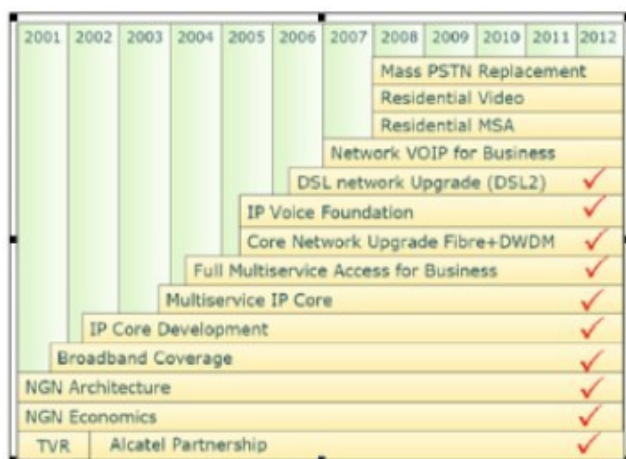 2001 2002 2003 2004 2005 2006 2007 2008 2009 2010 2011 2012
Mass PSTN Replacement
Residential Video
Residential MSA
Network VOIP for Business
DSL network Upgrade (DSL2)
IP Voice Foundation
Core Network Upgrade Fibre+DWDM
Full Multiservice Access for Business
Multiservice IP Core
IP Core Development
Broadband Coverage
NGN Architecture
NGN Economics
TVR Alcatel Partnership